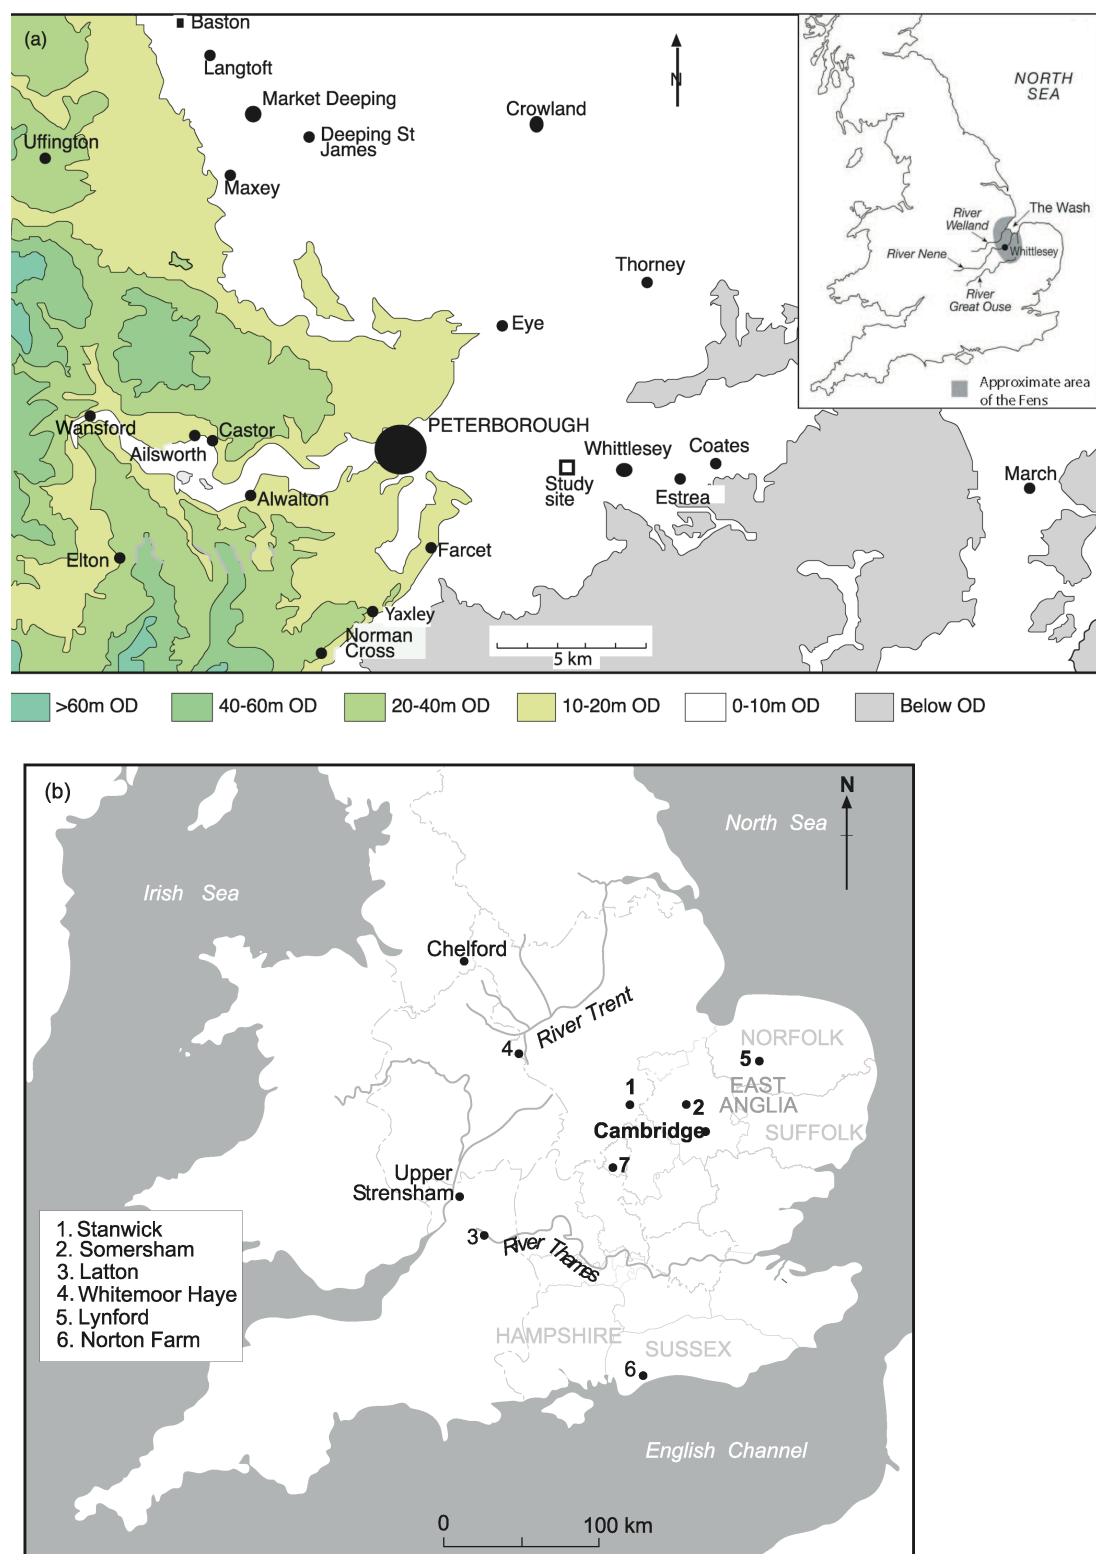 (a)
Baston
Langtoft
Market Deeping
Crowland
Deeping St
James
Uffington
Maxey
N
Thorney
Eye
PETERBOROUGH
Wansford
Castor
Ailsworth
Whittlesey
Coates
Study
site
Estrea
March
Alwalton
Elton
Farcet
Yaxley
Norman
Cross
5 km
NORTH
SEA
River
Welland
The Wash
River Nene
Whittlesey
River
Great Ouse
Approximate area
of the Fens
>60m OD
40-60m OD
20-40m OD
10-20m OD
0-10m OD
Below OD
(b)
N
North Sea
Irish Sea
Chelford
River Trent
4
NORFOLK
5
EAST
ANGLIA
1
2
Cambridge
SUFFOLK
7
Upper
Strensham
3
River Thames
1. Stanwick
2. Somersham
3. Latton
4. Whitemoor Haye
5. Lynford
6. Norton Farm
HAMPSHIRE
SUSSEX
6
English Channel
0
100 km